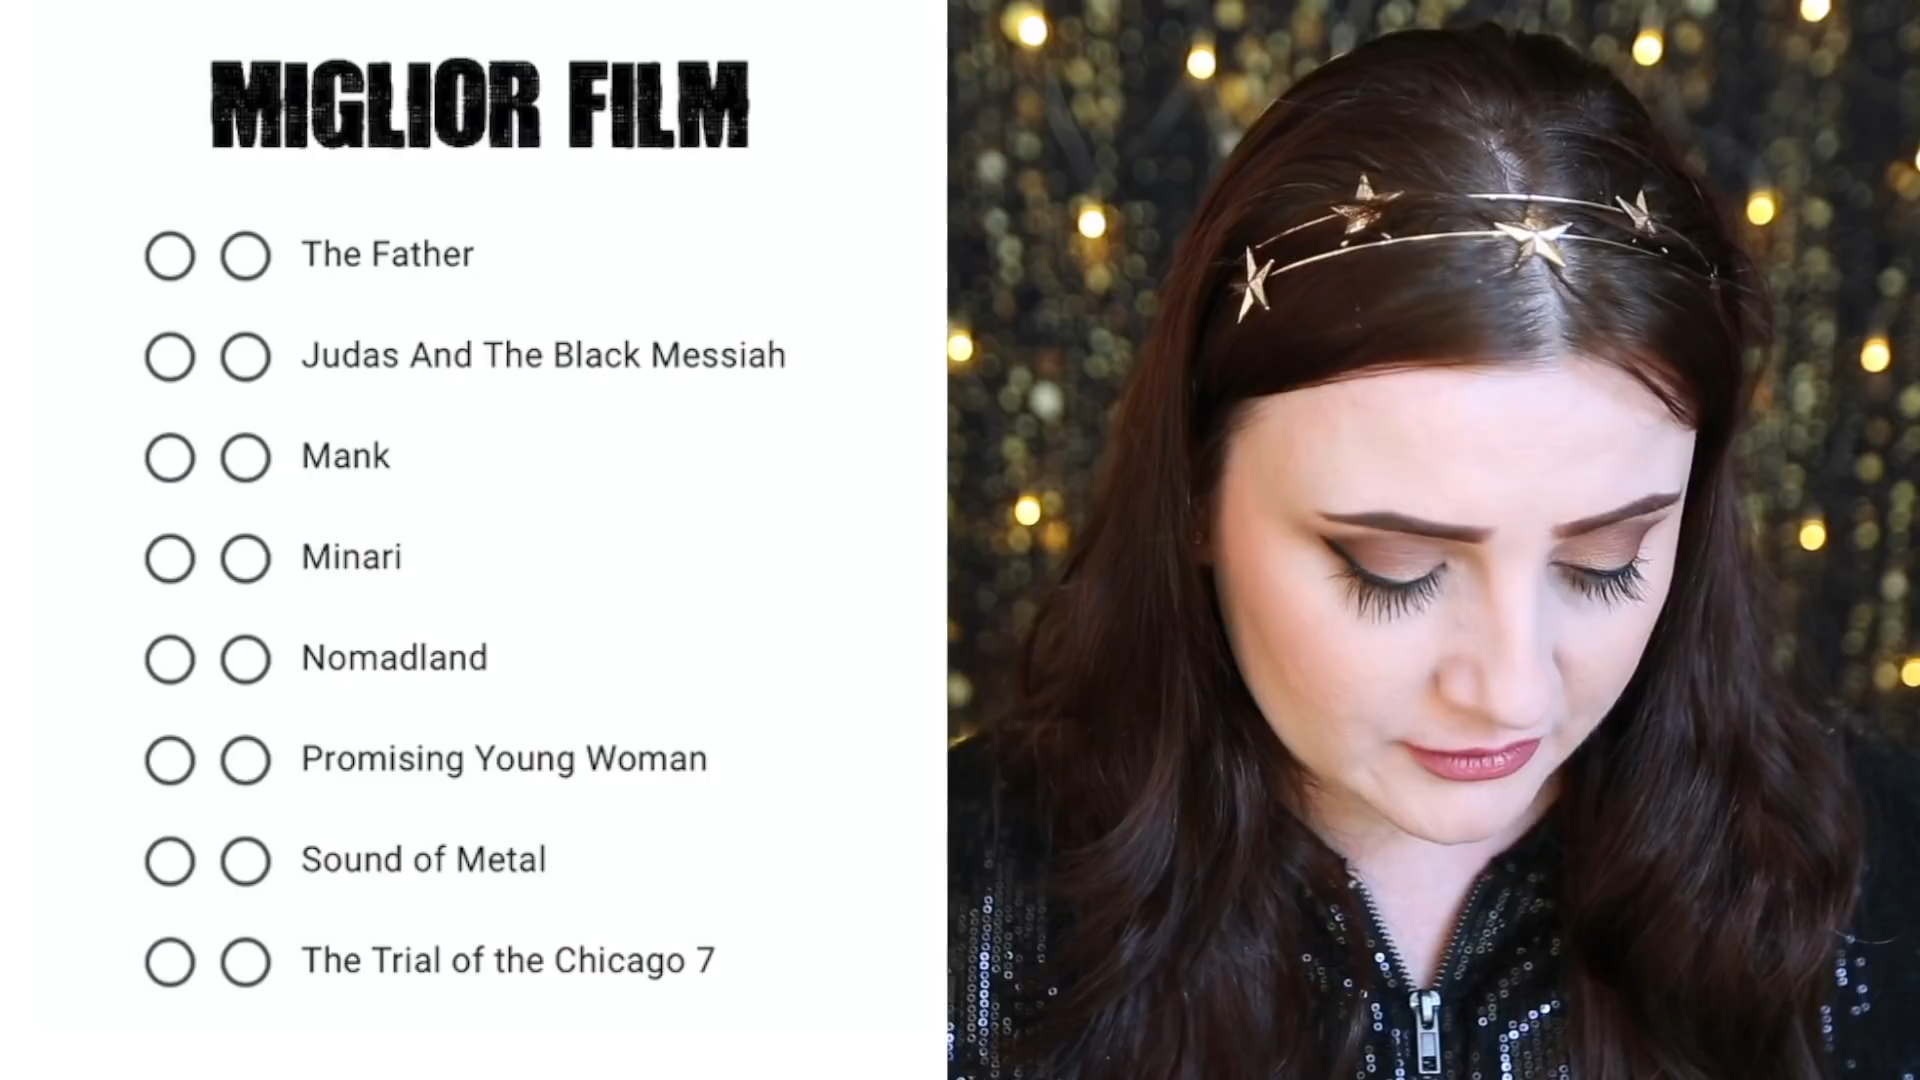 MIGLIOR FILM
The Father
Judas And The Black Messiah
Mank
Minari
Nomadland
Promising Young Woman
Sound of Metal
The Trial of the Chicago 7